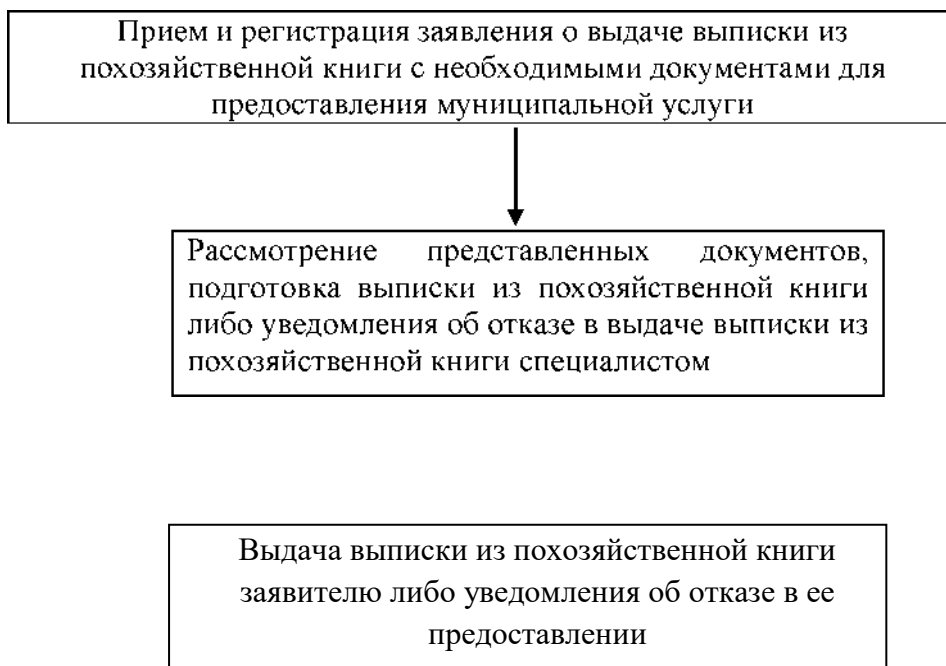 Прием и регистрация заявления о выдаче выписки из
похозяйственной книги с необходимыми документами для
предоставления муниципальной услуги
Рассмотрение представленных документов,
подготовка выписки из похозяйственной книги
либо уведомления об отказе в выдаче выписки из
похозяйственной книги специалистом
Выдача выписки из похозяйственной книги
заявителю либо уведомления об отказе в ее
предоставлении